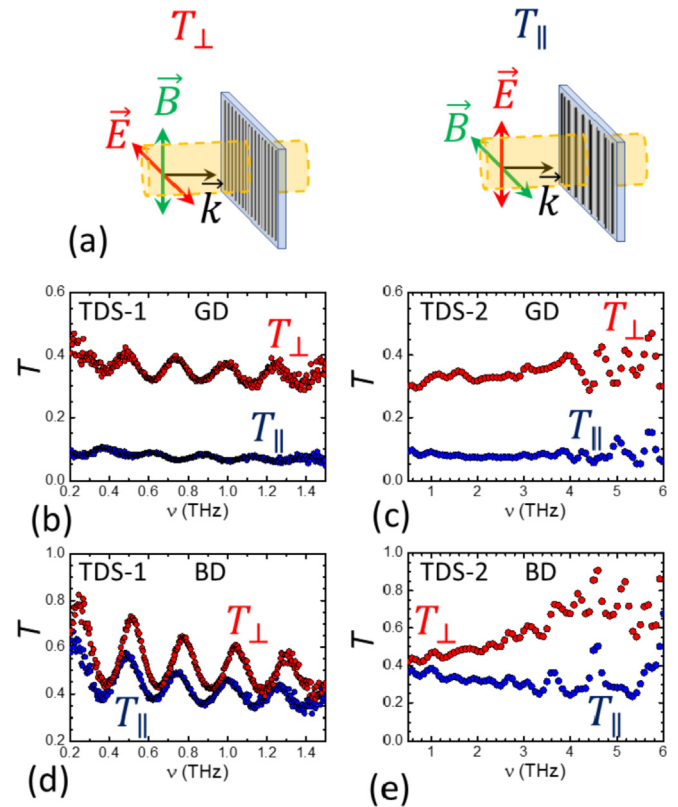 T⊥
T∥
B
E
k
E
B
k
(a)
TDS-1 GD
T⊥
T∥
T
0.6
0.4
0.2
0.0
0.2 0.4 0.6 0.8 1.0 1.2 1.4
ν (THz)
(b)
TDS-2 GD
T⊥
T∥
T
0.6
0.4
0.2
0.0
1 2 3 4 5 6
ν (THz)
(c)
TDS-1 BD
T⊥
T∥
T
1.0
0.8
0.6
0.4
0.2
0.2 0.4 0.6 0.8 1.0 1.2 1.4
ν (THz)
(d)
TDS-2 BD
T⊥
T∥
T
1.0
0.8
0.6
0.4
0.2
0.0
1 2 3 4 5 6
ν (THz)
(e)